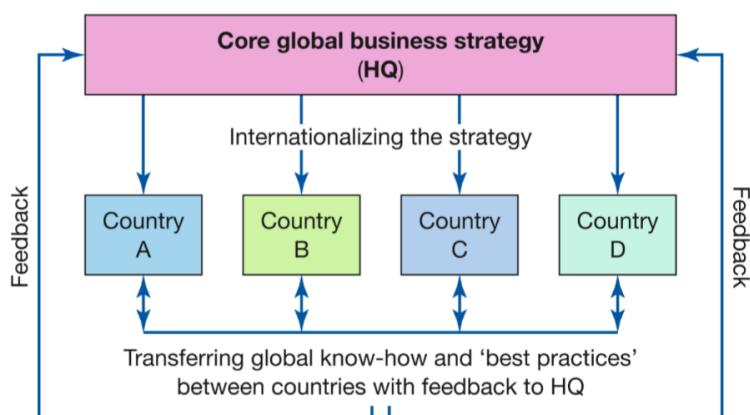 Core global business strategy
(HQ)
Internationalizing the strategy
Feedback
Country
A
Country
B
Country
C
Country
D
Feedback
Transferring global know-how and ‘best practices’
between countries with feedback to HQ